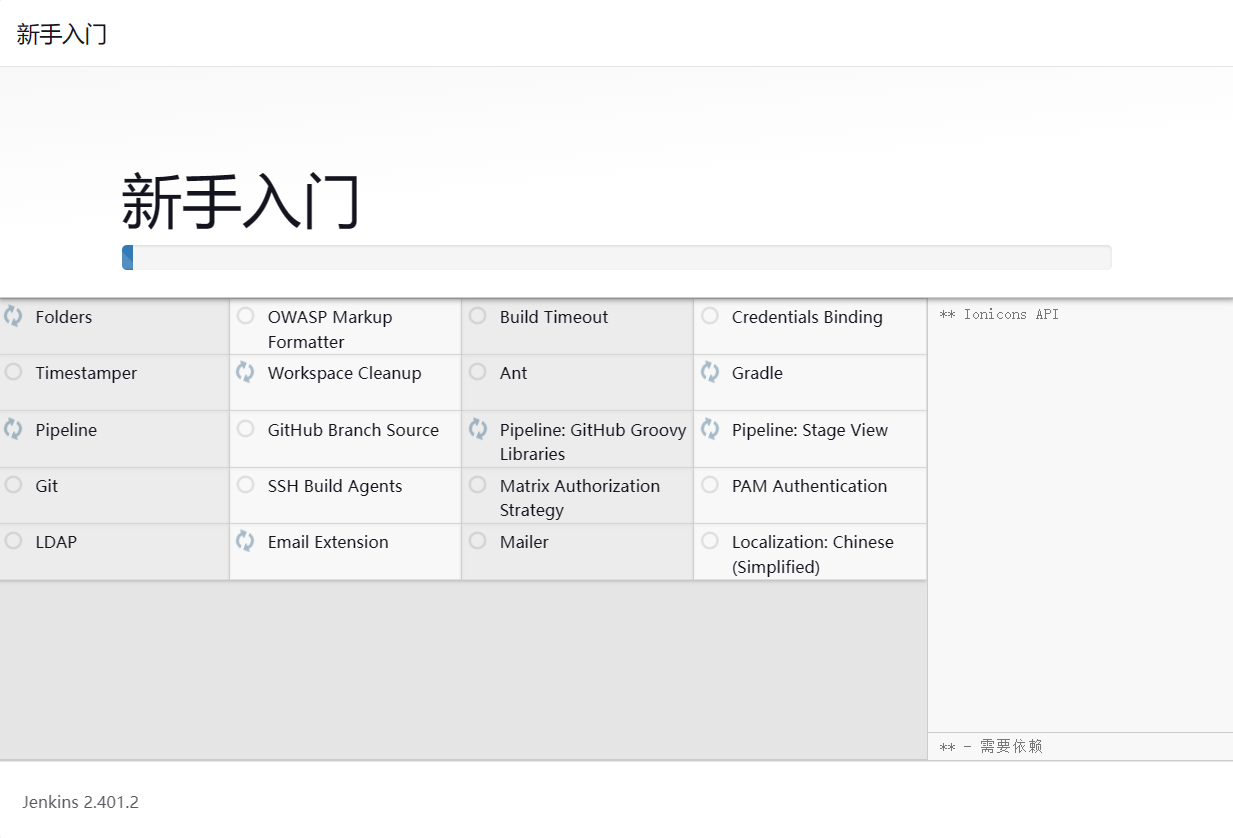 新手入门
新手入门
Folders
OWASP Markup
Formatter
Build Timeout
Credentials Binding
** Ionicons API
Timestamper
Workspace Cleanup
Ant
Gradle
Pipeline
GitHub Branch Source
Pipeline: GitHub Groovy
Libraries
Pipeline: Stage View
Git
SSH Build Agents
Matrix Authorization
Strategy
PAM Authentication
LDAP
Email Extension
Mailer
Localization: Chinese
(Simplified)
** - 需要依赖
Jenkins 2.401.2